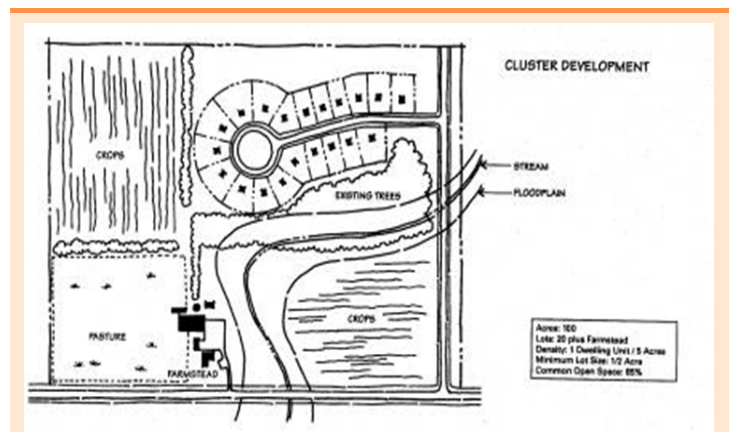 CLUSTER DEVELOPMENT
CROPS
STREAM
EXISTING TREES
FLOODPLAIN
CROPS
PASTURE
FARMSTEAD
Acres: 100
Lots: 20 plus Farmstead
Density: 1 Dwelling Unit / 5 Acres
Minimum Lot Size: 1/2 Acre
Common Open Space: 85%